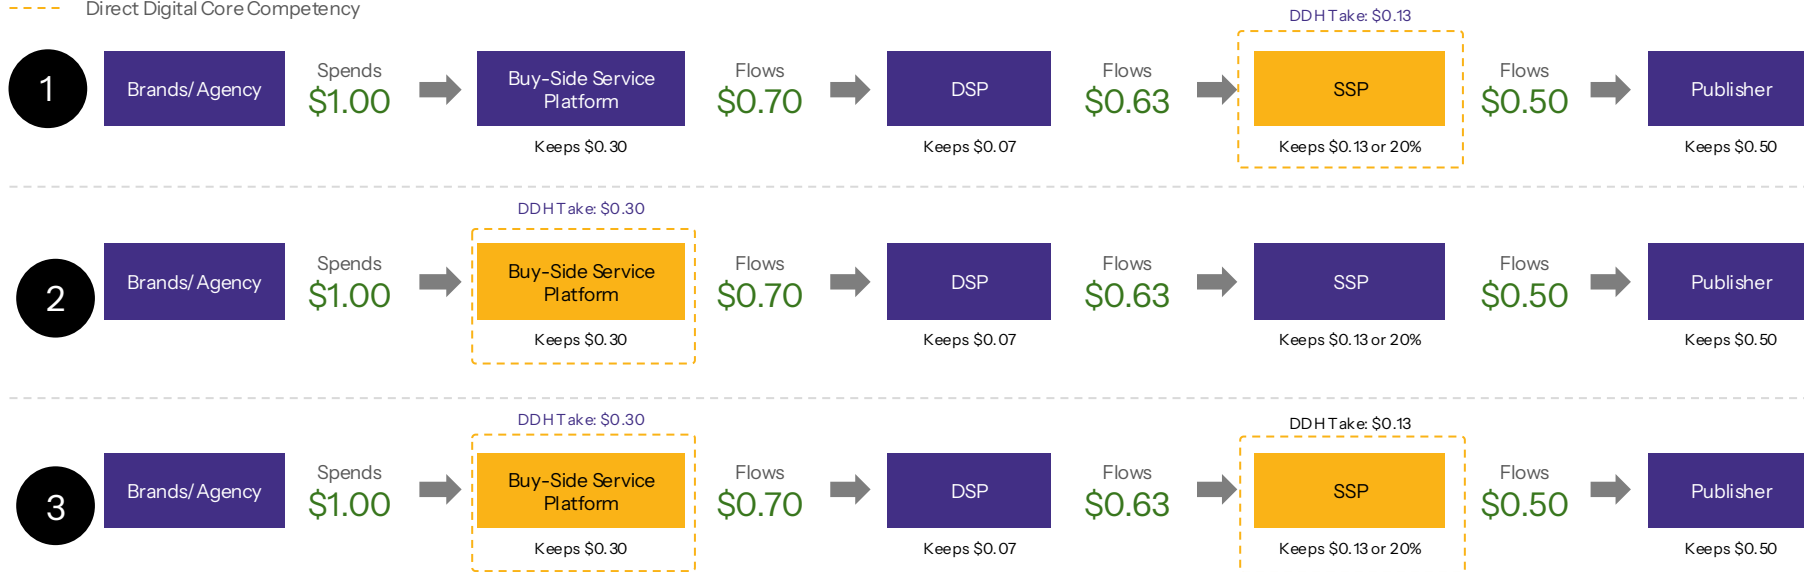 Direct Digital Core Competency
DDH Take: $0.13
1
Brands/Agency
Spends
$1.00
Buy-Side Service
Platform
Keeps $0.30
Flows
$0.70
DSP
Keeps $0.07
Flows
$0.63
SSP
Keeps $0.13 or 20%
Flows
$0.50
Publisher
Keeps $0.50
DDH Take: $0.30
2
Brands/Agency
Spends
$1.00
Buy-Side Service
Platform
Keeps $0.30
Flows
$0.70
DSP
Keeps $0.07
Flows
$0.63
SSP
Keeps $0.13 or 20%
Flows
$0.50
Publisher
Keeps $0.50
DDH Take: $0.30
DDH Take: $0.13
3
Brands/Agency
Spends
$1.00
Buy-Side Service
Platform
Keeps $0.30
Flows
$0.70
DSP
Keeps $0.07
Flows
$0.63
SSP
Keeps $0.13 or 20%
Flows
$0.50
Publisher
Keeps $0.50